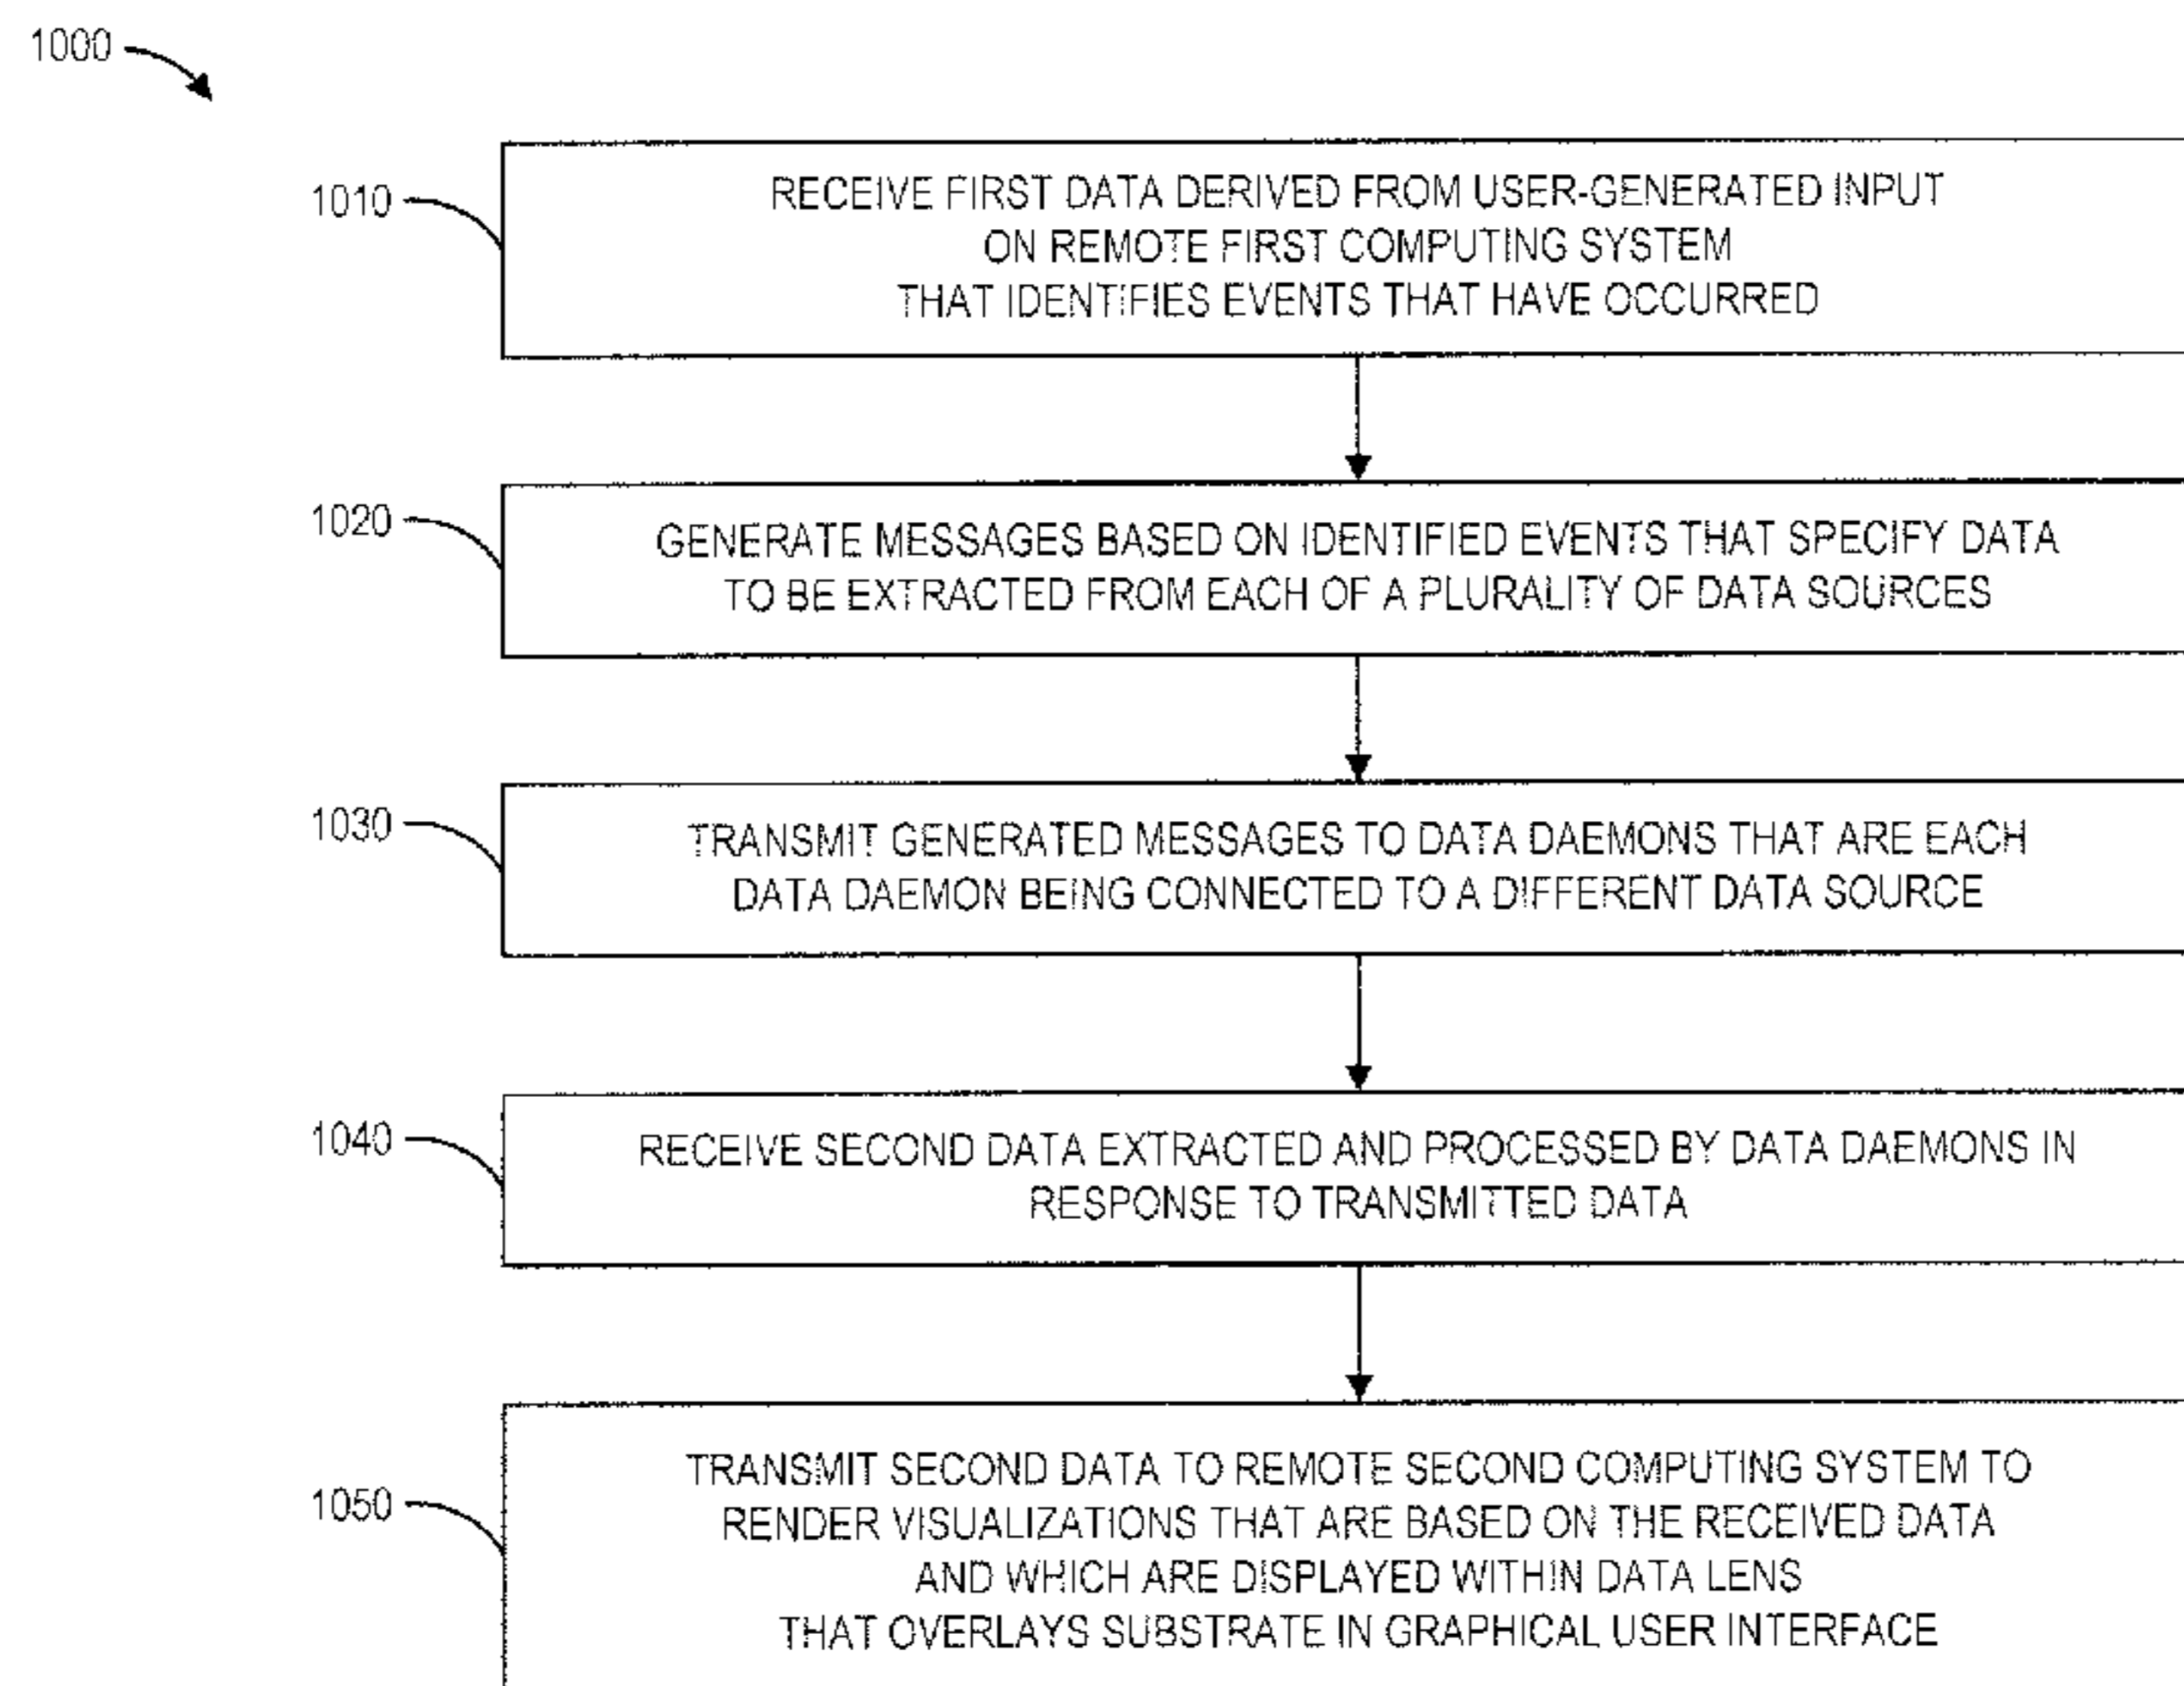 1000
1010
RECEIVE FIRST DATA DERIVED FROM USER-GENERATED INPUT
ON REMOTE FIRST COMPUTING SYSTEM
THAT IDENTIFIES EVENTS THAT HAVE OCCURRED
1020
GENERATE MESSAGES BASED ON IDENTIFIED EVENTS THAT SPECIFY DATA
TO BE EXTRACTED FROM EACH OF A PLURALITY OF DATA SOURCES
1030
TRANSMIT GENERATED MESSAGES TO DATA DAEMONS THAT ARE EACH
DATA DAEMON BEING CONNECTED TO A DIFFERENT DATA SOURCE
1040
RECEIVE SECOND DATA EXTRACTED AND PROCESSED BY DATA DAEMONS IN
RESPONSE TO TRANSMITTED DATA
1050
TRANSMIT SECOND DATA TO REMOTE SECOND COMPUTING SYSTEM TO
RENDER VISUALIZATIONS THAT ARE BASED ON THE RECEIVED DATA
AND WHICH ARE DISPLAYED WITHIN DATA LENS
THAT OVERLAYS SUBSTRATE IN GRAPHICAL USER INTERFACE